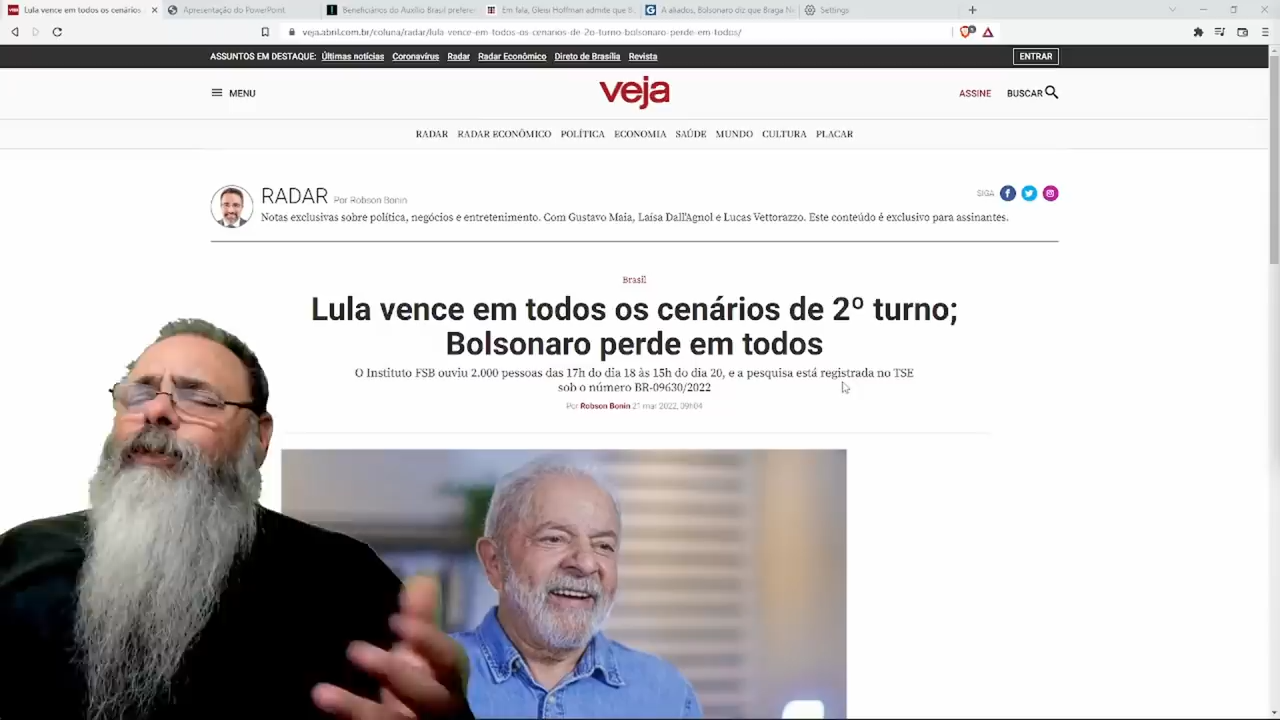 Lula vence em todos os cenários
Apresentação do PowerPoint
Beneficiários do Auxílio Brasil prefere
Em fala, Gleisi Hoffman admite que
A aliados, Bolsonaro diz que Braga N
Settings
veja.abril.com.br/coluna/radar/lula-vence-em-todos-os-cenarios-de-2o-turno-bolsonaro-perde-em-todos/
ASSUNTOS EM DESTAQUE: Últimas notícias Coronavírus Radar Radar Econômico Direto de Brasília Revista
ENTRAR
MENU
veja
ASSINE
BUSCAR
RADAR RADAR ECONÔMICO POLÍTICA ECONOMIA SAÚDE MUNDO CULTURA PLACAR
RADAR Por Robson Bonin
SIGA
Notas exclusivas sobre política, negócios e entretenimento. Com Gustavo Maia, Laísa Dall'Agnol e Lucas Vettorazzo. Este conteúdo é exclusivo para assinantes.
Brasil
Lula vence em todos os cenários de 2º turno;
Bolsonaro perde em todos
O Instituto FSB ouviu 2.000 pessoas das 17h do dia 18 às 15h do dia 20, e a pesquisa está registrada no TSE
sob o número BR-09630/2022
Por Robson Bonin 21 mar 2022, 09h04